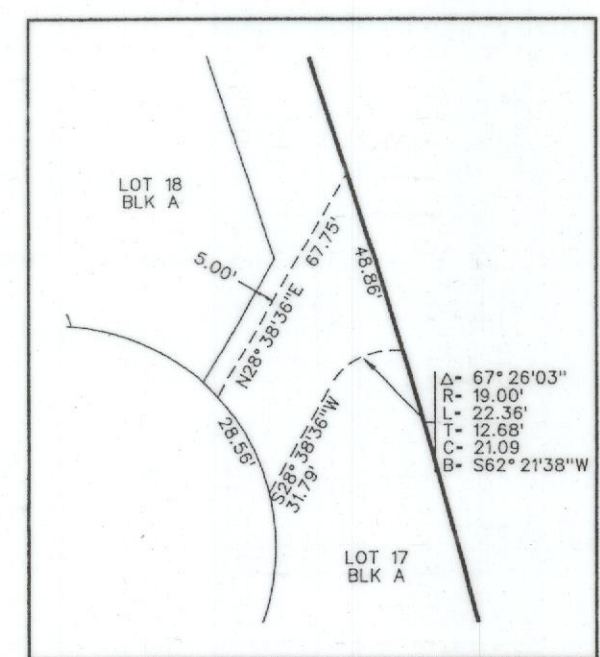 LOT 18
BLK A
5.00'
N28° 38'36"E 67.75'
48.86'
28.56'
S28° 38'36"W
31.79'
Δ- 67° 26'03"
R- 19.00'
L- 22.36'
T- 12.68'
C- 21.09
B- S62° 21'38"W
LOT 17
BLK A